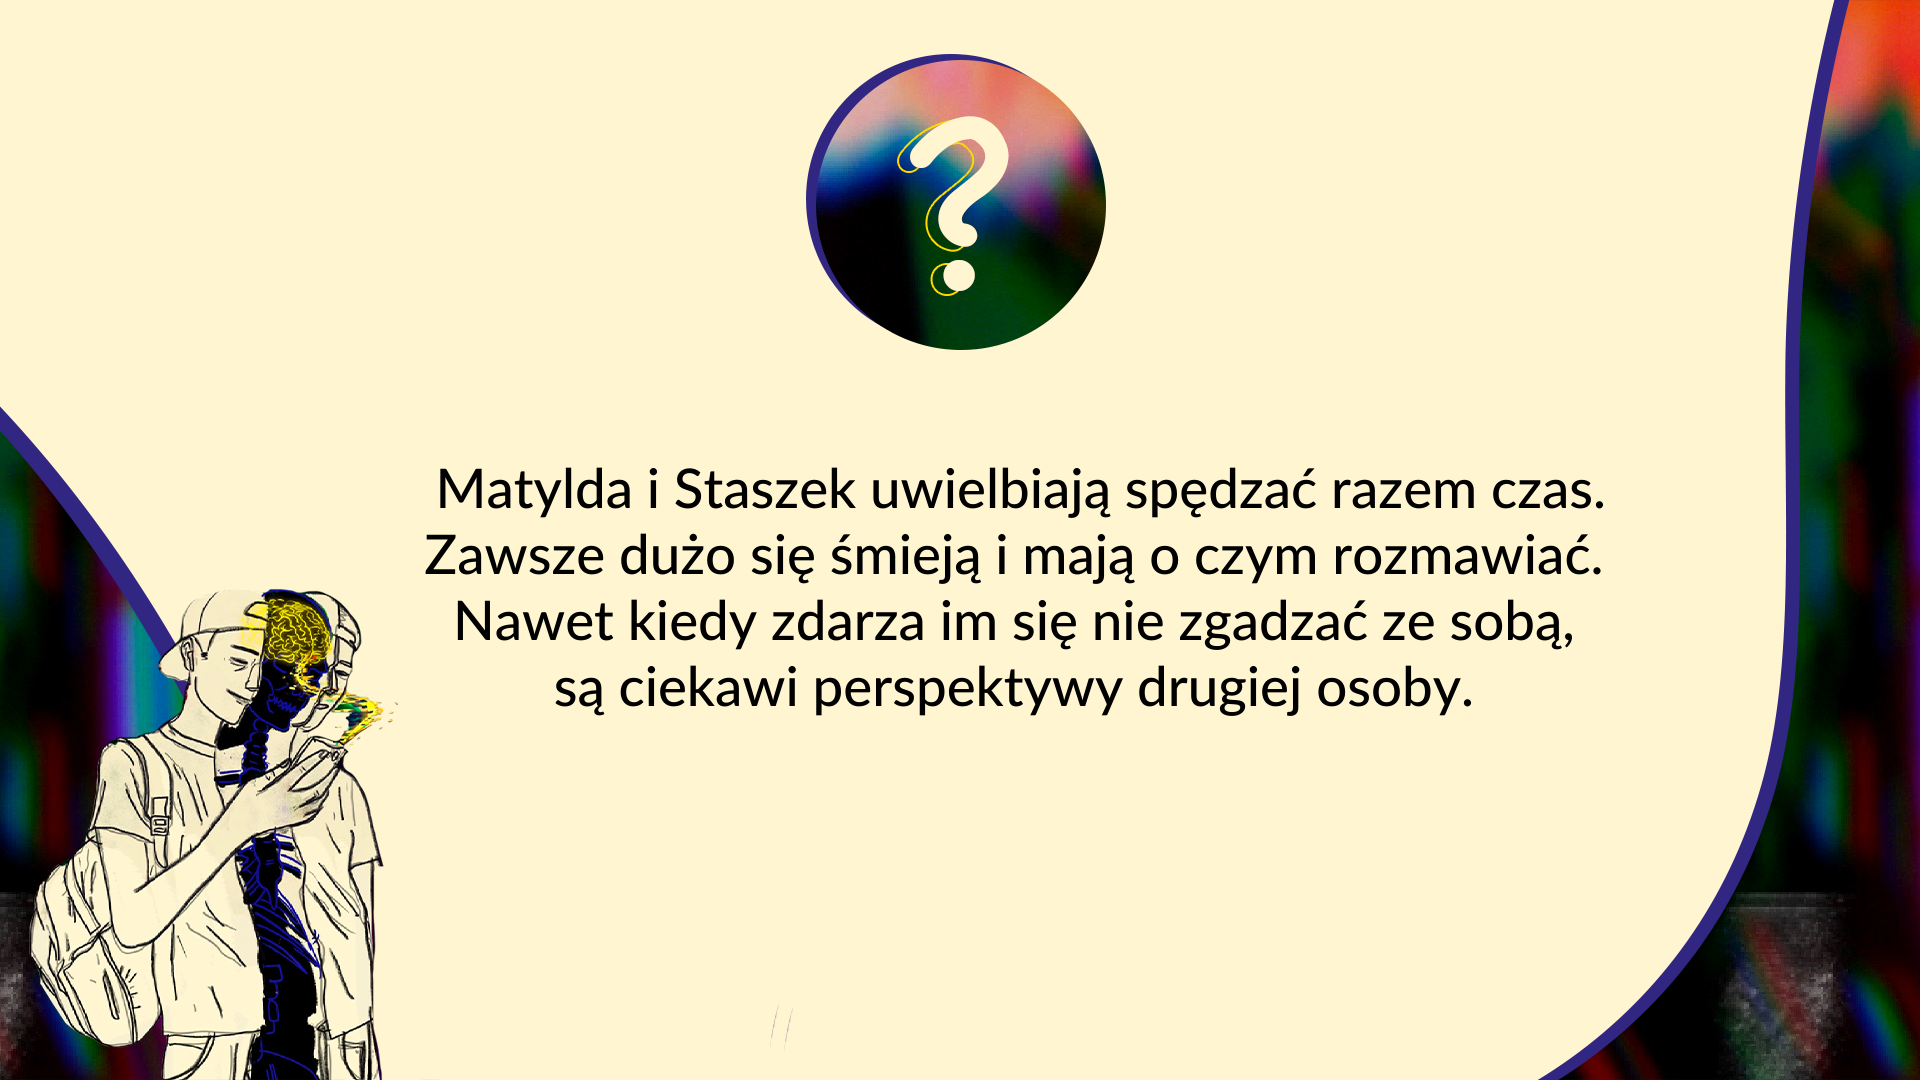 ?
Matylda i Staszek uwielbiają spędzać razem czas.
Zawsze dużo się śmieją i mają o czym rozmawiać.
Nawet kiedy zdarza im się nie zgadzać ze sobą,
są ciekawi perspektywy drugiej osoby.